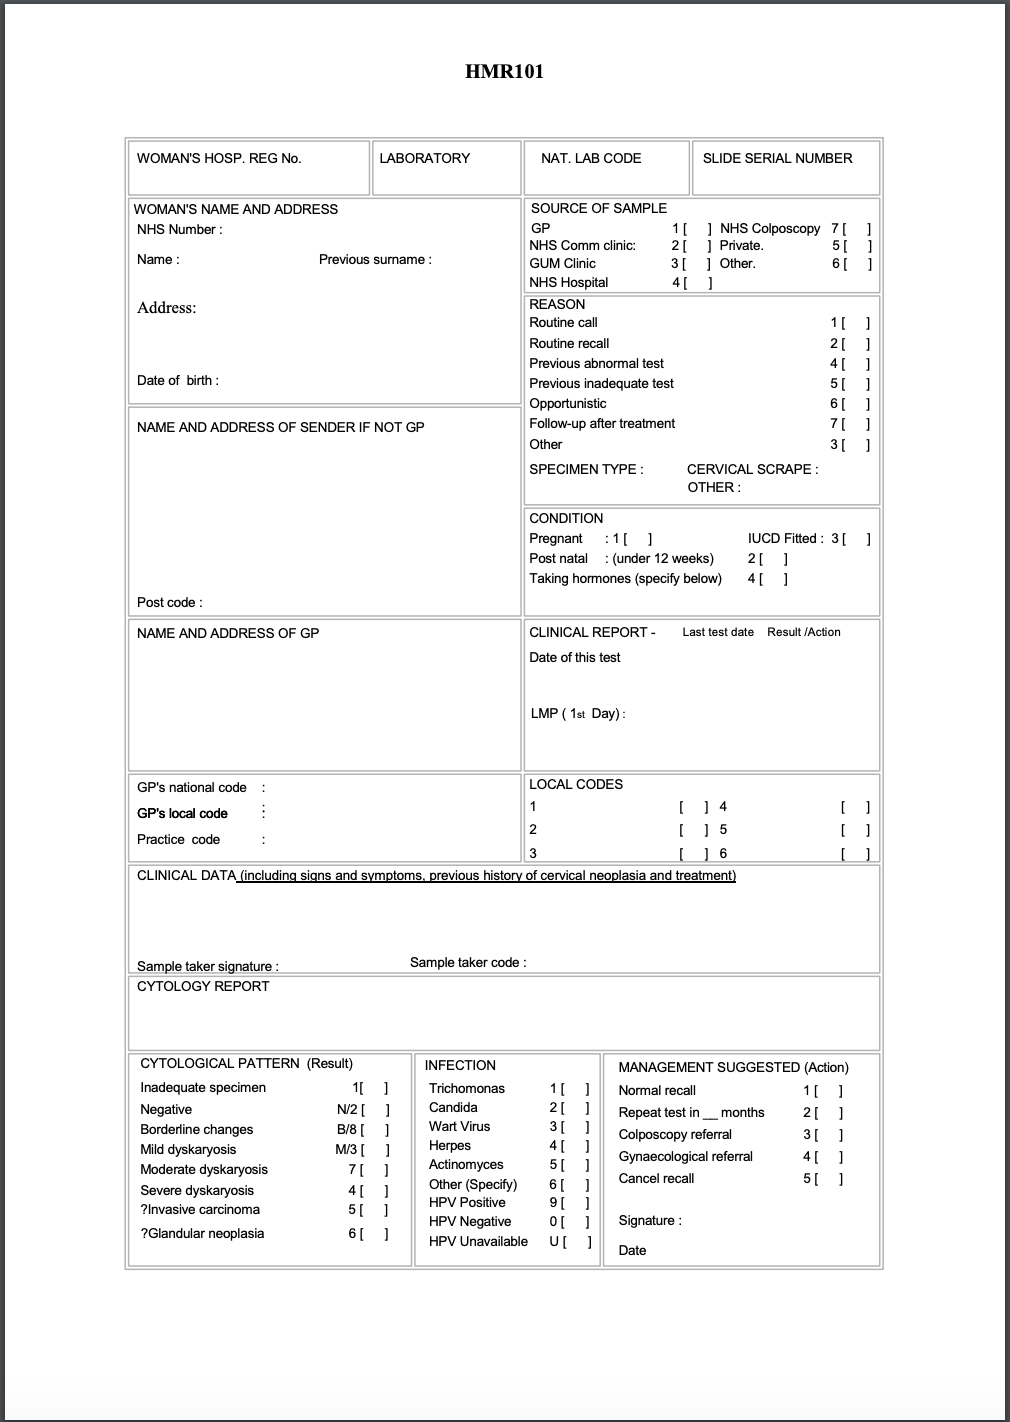 HMR101
WOMAN'S HOSP. REG No.
LABORATORY
NAT. LAB CODE
SLIDE SERIAL NUMBER
WOMAN'S NAME AND ADDRESS
NHS Number :
Name : Previous surname :
Address:
Date of birth :
SOURCE OF SAMPLE
GP 1 [ ] NHS Colposcopy 7 [ ]
NHS Comm clinic: 2 [ ] Private. 5 [ ]
GUM Clinic 3 [ ] Other. 6 [ ]
NHS Hospital 4 [ ]
REASON
Routine call 1 [ ]
Routine recall 2 [ ]
Previous abnormal test 4 [ ]
Previous inadequate test 5 [ ]
Opportunistic 6 [ ]
Follow-up after treatment 7 [ ]
Other 3 [ ]
SPECIMEN TYPE : CERVICAL SCRAPE :
OTHER :
NAME AND ADDRESS OF SENDER IF NOT GP
Post code :
CONDITION
Pregnant : 1 [ ] IUCD Fitted : 3 [ ]
Post natal : (under 12 weeks) 2 [ ]
Taking hormones (specify below) 4 [ ]
NAME AND ADDRESS OF GP
CLINICAL REPORT - Last test date Result /Action
Date of this test
LMP ( 1st Day) :
GP's national code :
GP's local code :
Practice code :
LOCAL CODES
1 [ ] 4 [ ]
2 [ ] 5 [ ]
3 [ ] 6 [ ]
CLINICAL DATA (including signs and symptoms, previous history of cervical neoplasia and treatment)
Sample taker signature : Sample taker code :
CYTOLOGY REPORT
CYTOLOGICAL PATTERN (Result)
Inadequate specimen 1[ ]
Negative N/2 [ ]
Borderline changes B/8 [ ]
Mild dyskaryosis M/3 [ ]
Moderate dyskaryosis 7 [ ]
Severe dyskaryosis 4 [ ]
?Invasive carcinoma 5 [ ]
?Glandular neoplasia 6 [ ]
INFECTION
Trichomonas 1 [ ]
Candida 2 [ ]
Wart Virus 3 [ ]
Herpes 4 [ ]
Actinomyces 5 [ ]
Other (Specify) 6 [ ]
HPV Positive 9 [ ]
HPV Negative 0 [ ]
HPV Unavailable U [ ]
MANAGEMENT SUGGESTED (Action)
Normal recall 1 [ ]
Repeat test in __ months 2 [ ]
Colposcopy referral 3 [ ]
Gynaecological referral 4 [ ]
Cancel recall 5 [ ]
Signature :
Date